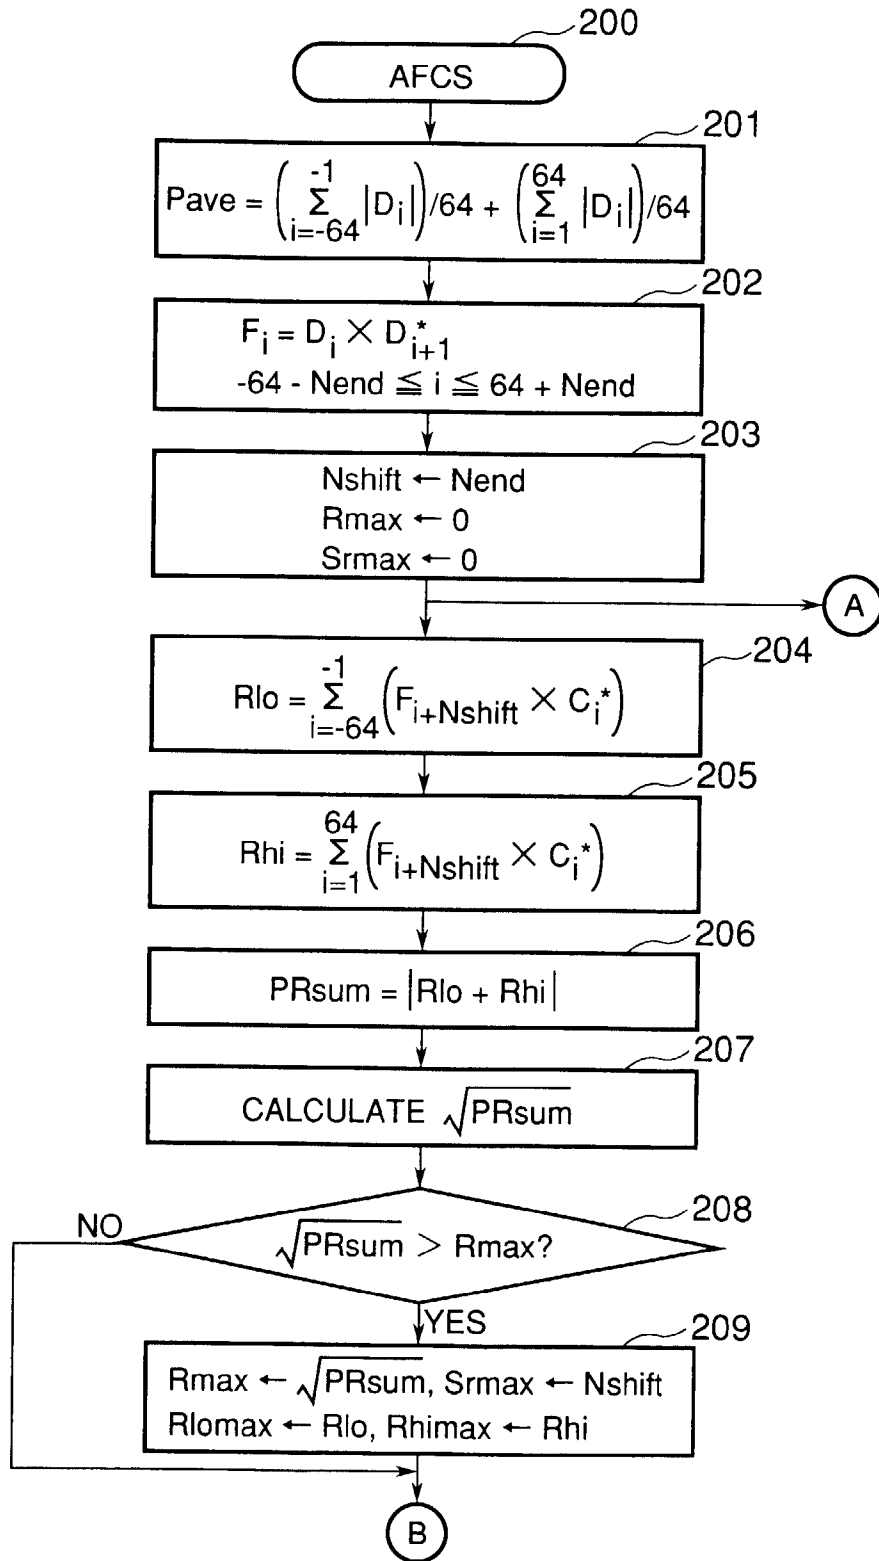 200
AFCS
201
Pave = (Σ_{i=-64}^{-1} |D_i|)/64 + (Σ_{i=1}^{64} |D_i|)/64
202
F_i = D_i × D*_{i+1}
-64 - Nend ≦ i ≦ 64 + Nend
203
Nshift ← Nend
Rmax ← 0
Srmax ← 0
A
204
Rlo = Σ_{i=-64}^{-1} (F_{i+Nshift} × C_i*)
205
Rhi = Σ_{i=1}^{64} (F_{i+Nshift} × C_i*)
206
PRsum = |Rlo + Rhi|
207
CALCULATE √PRsum
208
NO
√PRsum > Rmax?
YES
209
Rmax ← √PRsum, Srmax ← Nshift
Rlomax ← Rlo, Rhimax ← Rhi
B